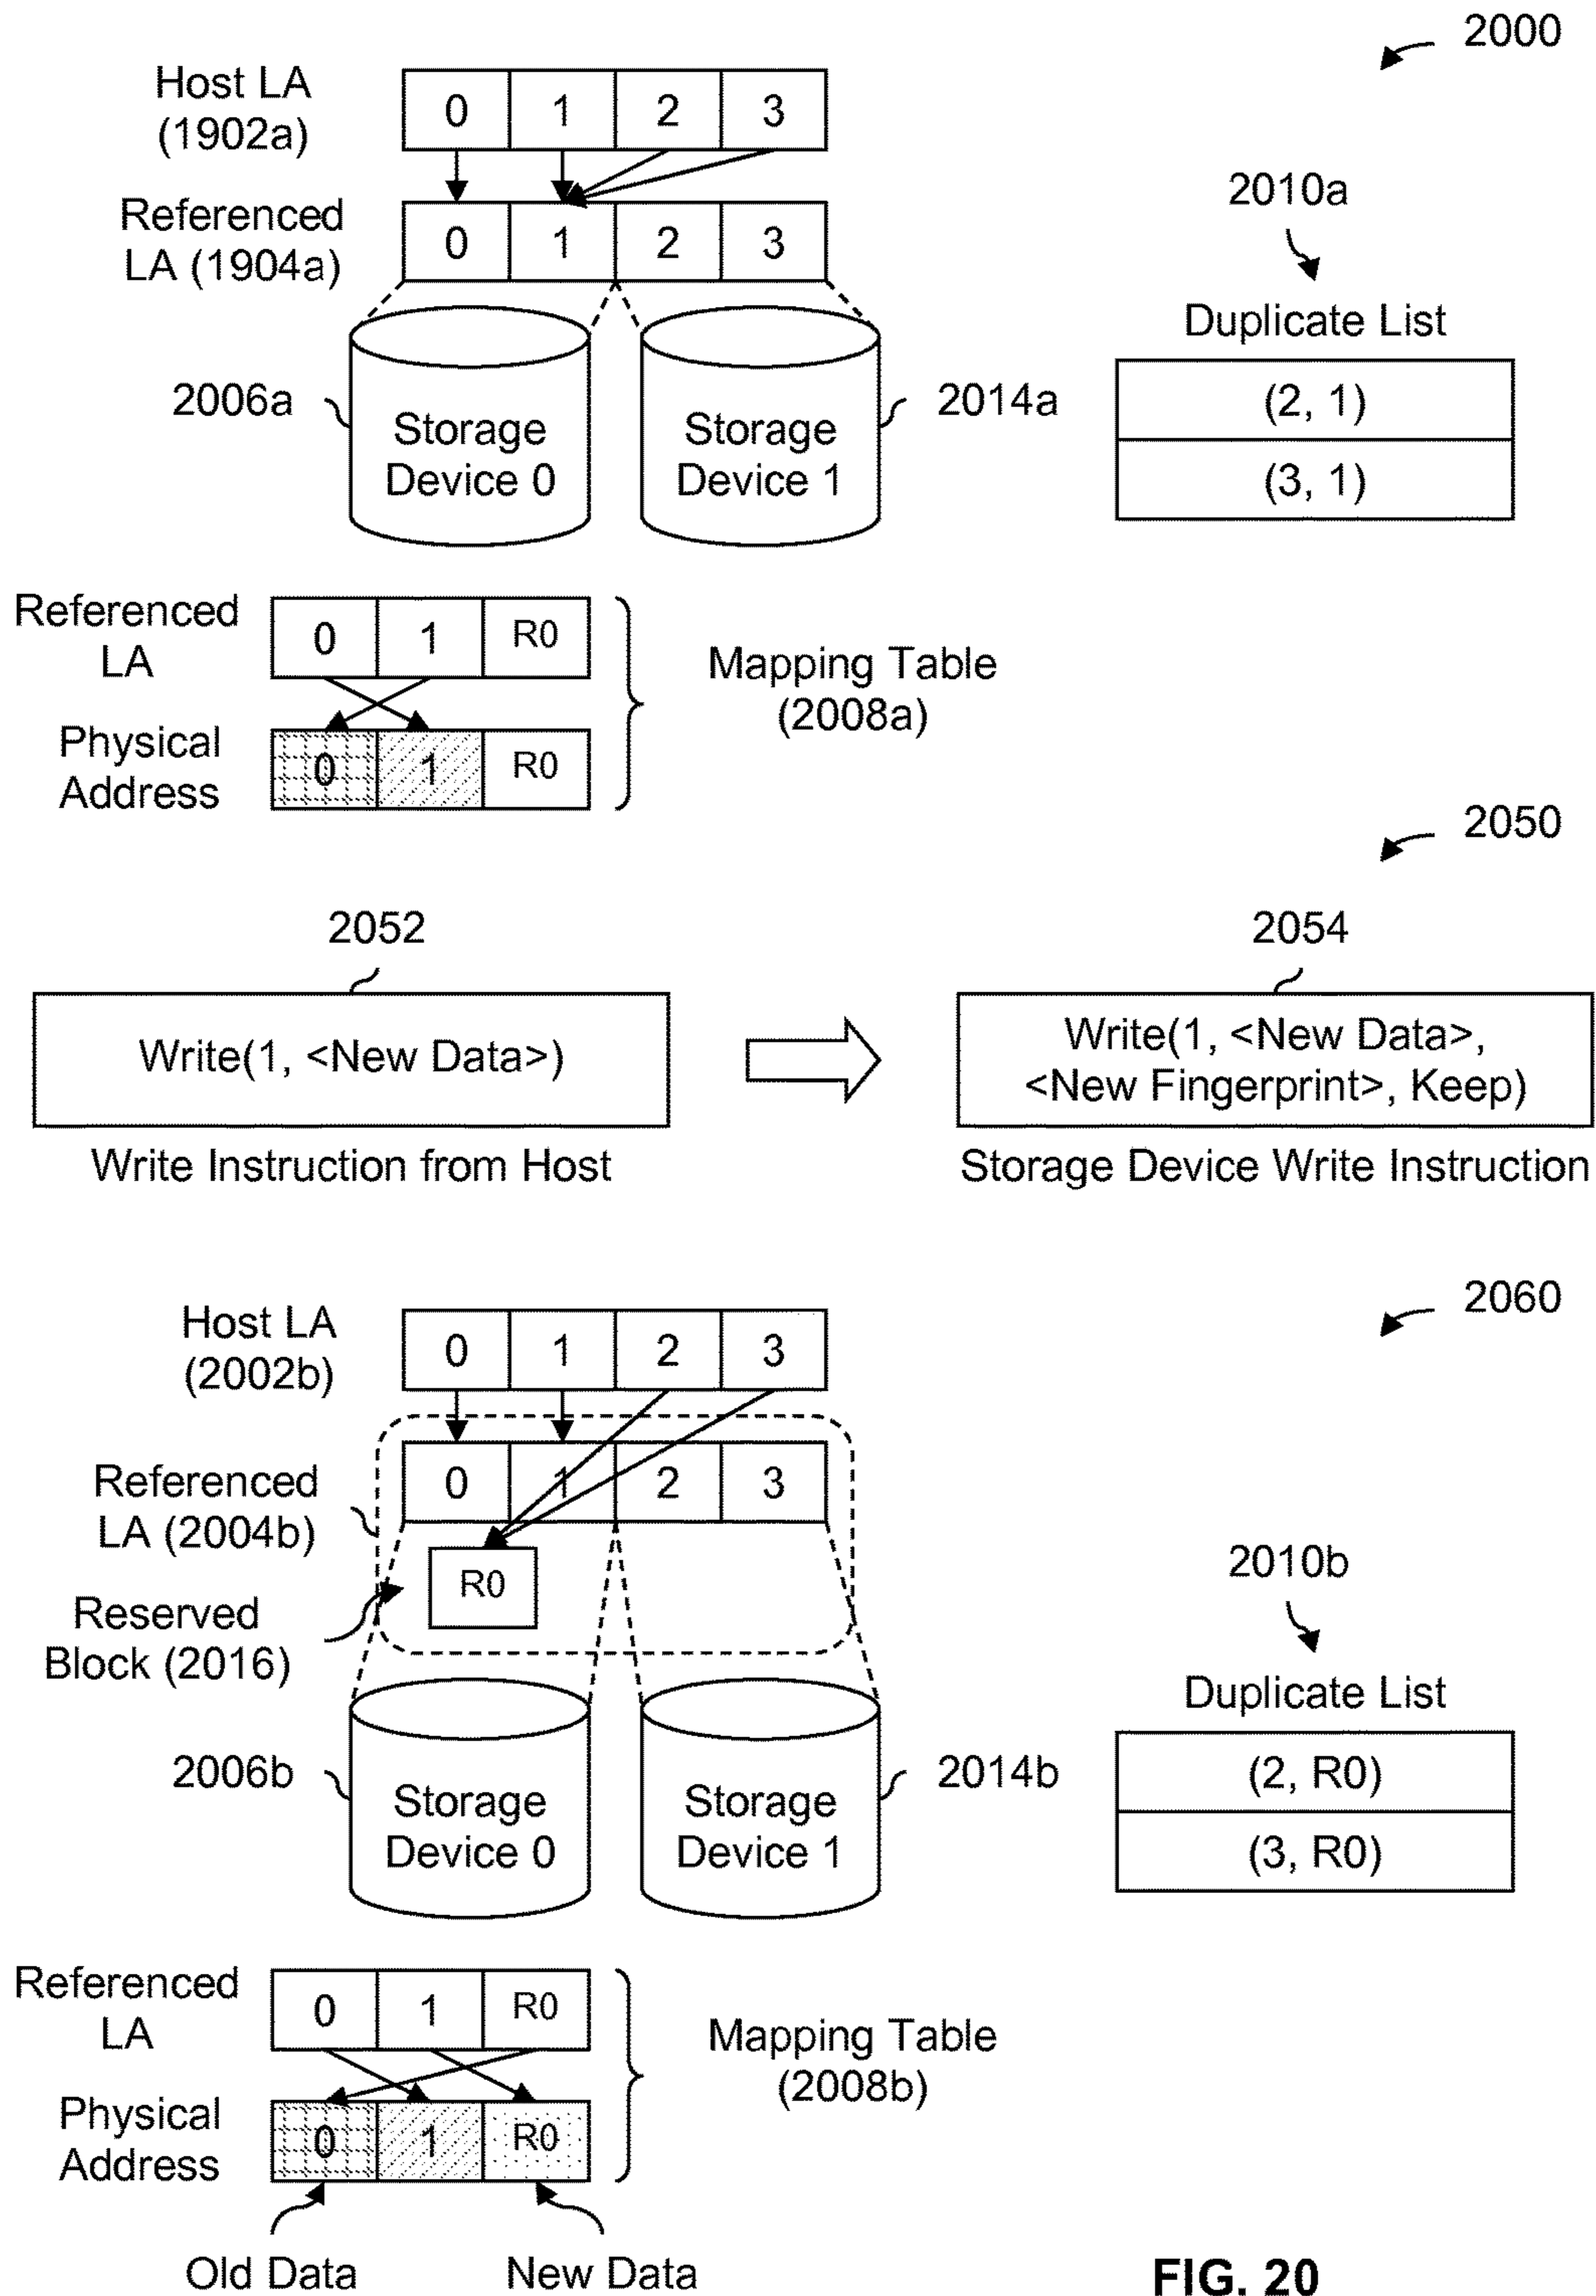 2000
Host LA
(1902a)
0 1 2 3
Referenced
LA (1904a)
0 1 2 3
2010a
Duplicate List
(2, 1)
(3, 1)
2006a
Storage
Device 0
Storage
Device 1
2014a
Referenced
LA
0 1 R0
Physical
Address
0 1 R0
Mapping Table
(2008a)
2050
2052
Write(1, <New Data>)
Write Instruction from Host
2054
Write(1, <New Data>,
<New Fingerprint>, Keep)
Storage Device Write Instruction
2060
Host LA
(2002b)
0 1 2 3
Referenced
LA (2004b)
0 1 2 3
Reserved
Block (2016)
R0
2010b
Duplicate List
(2, R0)
(3, R0)
2006b
Storage
Device 0
Storage
Device 1
2014b
Referenced
LA
0 1 R0
Physical
Address
0 1 R0
Mapping Table
(2008b)
Old Data
New Data
FIG. 20